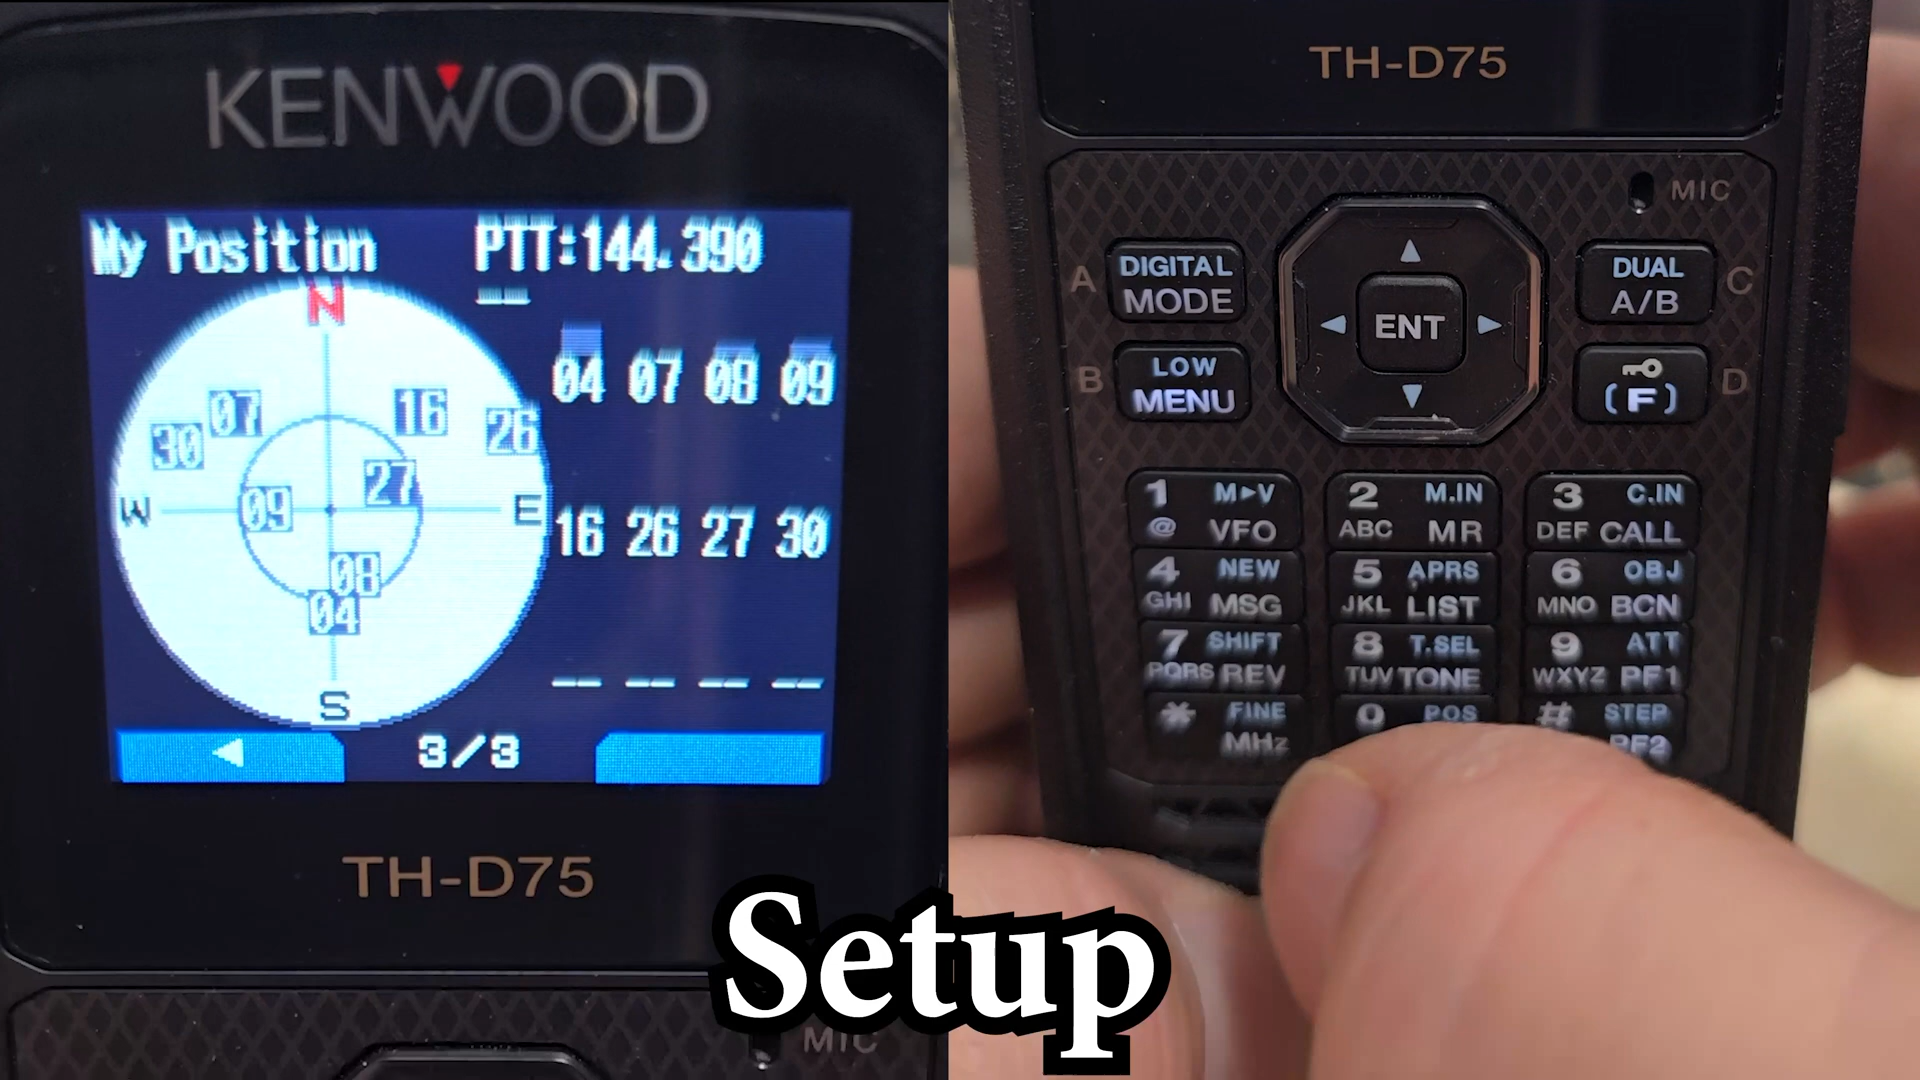 KENWOOD
My Position PTT:144.390
--
N
04 07 08 09
07 16
30 26
27
W 09 E
16 26 27 30
08
04
-- -- -- --
S
◀ 3/3
TH-D75
MIC
TH-D75
MIC
A DIGITAL MODE
DUAL A/B C
ENT
B LOW MENU
(F) D
1 M►V
@ VFO
2 M.IN
ABC MR
3 C.IN
DEF CALL
4 NEW
GHI MSG
5 APRS
JKL LIST
6 OBJ
MNO BCN
7 SHIFT
PQRS REV
8 T.SEL
TUV TONE
9 ATT
WXYZ PF1
* FINE
MHz
0 POS
# STEP
PF2
Setup